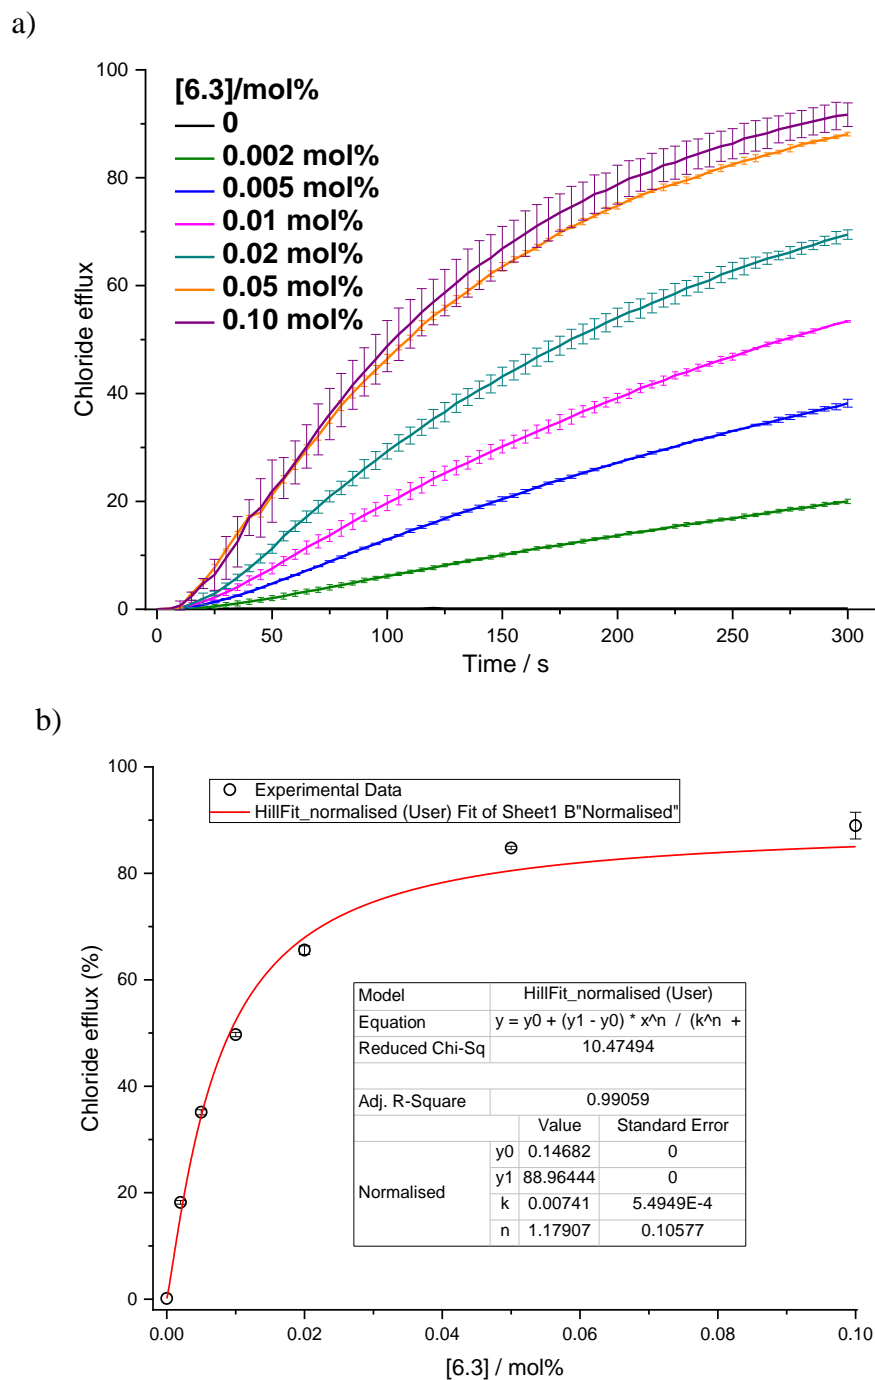 a)
[6.3]/mol%
0
0.002 mol%
0.005 mol%
0.01 mol%
0.02 mol%
0.05 mol%
0.10 mol%
100
80
60
40
20
0
Chloride efflux
0 50 100 150 200 250 300
Time / s
b)
Experimental Data
HillFit_normalised (User) Fit of Sheet1 B"Normalised"
100
80
60
40
20
0
Chloride efflux (%)
Model HillFit_normalised (User)
Equation y = y0 + (y1 - y0) * x^n / (k^n +
Reduced Chi-Sq 10.47494
Adj. R-Square 0.99059
Value Standard Error
Normalised y0 0.14682 0
y1 88.96444 0
k 0.00741 5.4949E-4
n 1.17907 0.10577
0.00 0.02 0.04 0.06 0.08 0.10
[6.3] / mol%